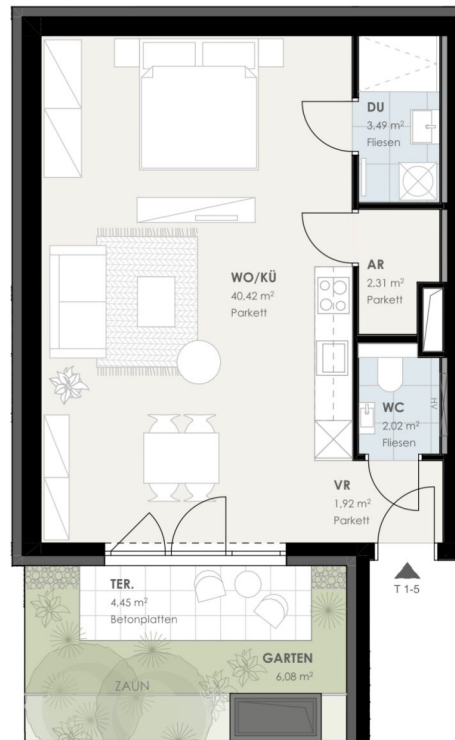 DU
3,49 m²
Fliesen
WO/KÜ
40,42 m²
Parkett
AR
2,31 m²
Parkett
WC
2,02 m²
Fliesen
HV
VR
1,92 m²
Parkett
T 1-5
TER.
4,45 m²
Betonplatten
GARTEN
6,08 m²
ZAUN